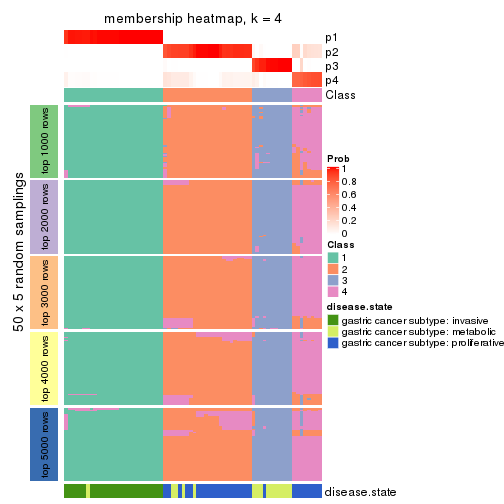 membership heatmap, k = 4
p1
p2
p3
p4
Class
50 x 5 random samplings
top 1000 rows
top 2000 rows
top 3000 rows
top 4000 rows
top 5000 rows
Prob
1
0.8
0.6
0.4
0.2
0
Class
1
2
3
4
disease.state
gastric cancer subtype: invasive
gastric cancer subtype: metabolic
gastric cancer subtype: proliferative
disease.state